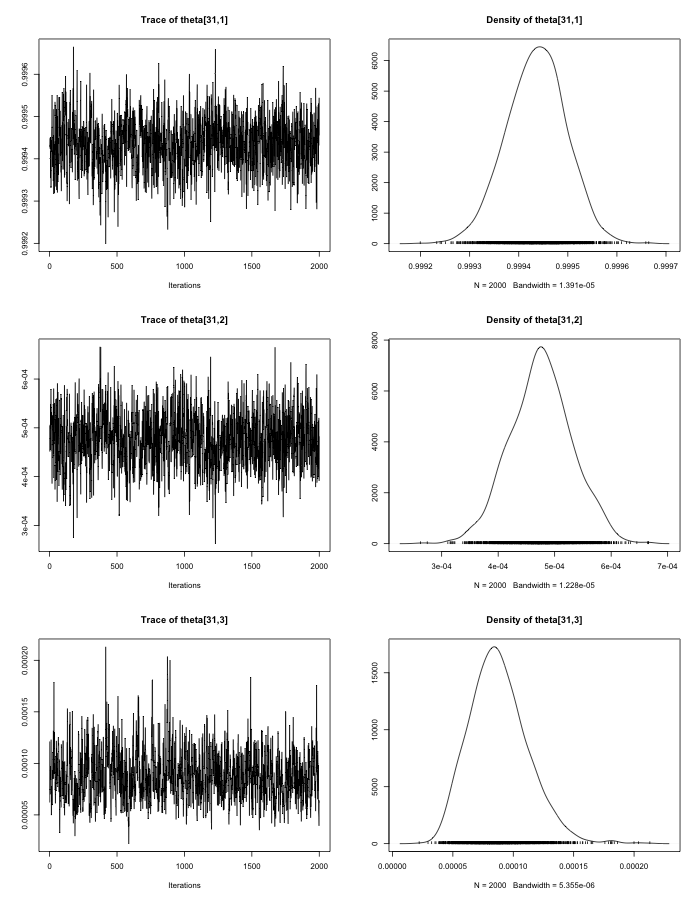 Trace of theta[31,1]
0.9992 0.9993 0.9994 0.9995 0.9996
0 500 1000 1500 2000
Iterations
Density of theta[31,1]
0 1000 2000 3000 4000 5000 6000
0.9992 0.9993 0.9994 0.9995 0.9996 0.9997
N = 2000 Bandwidth = 1.391e-05
Trace of theta[31,2]
3e-04 4e-04 5e-04 6e-04
0 500 1000 1500 2000
Iterations
Density of theta[31,2]
0 2000 4000 6000 8000
3e-04 4e-04 5e-04 6e-04 7e-04
N = 2000 Bandwidth = 1.228e-05
Trace of theta[31,3]
0.00005 0.00010 0.00015 0.00020
0 500 1000 1500 2000
Iterations
Density of theta[31,3]
0 5000 10000 15000
0.00000 0.00005 0.00010 0.00015 0.00020
N = 2000 Bandwidth = 5.355e-06